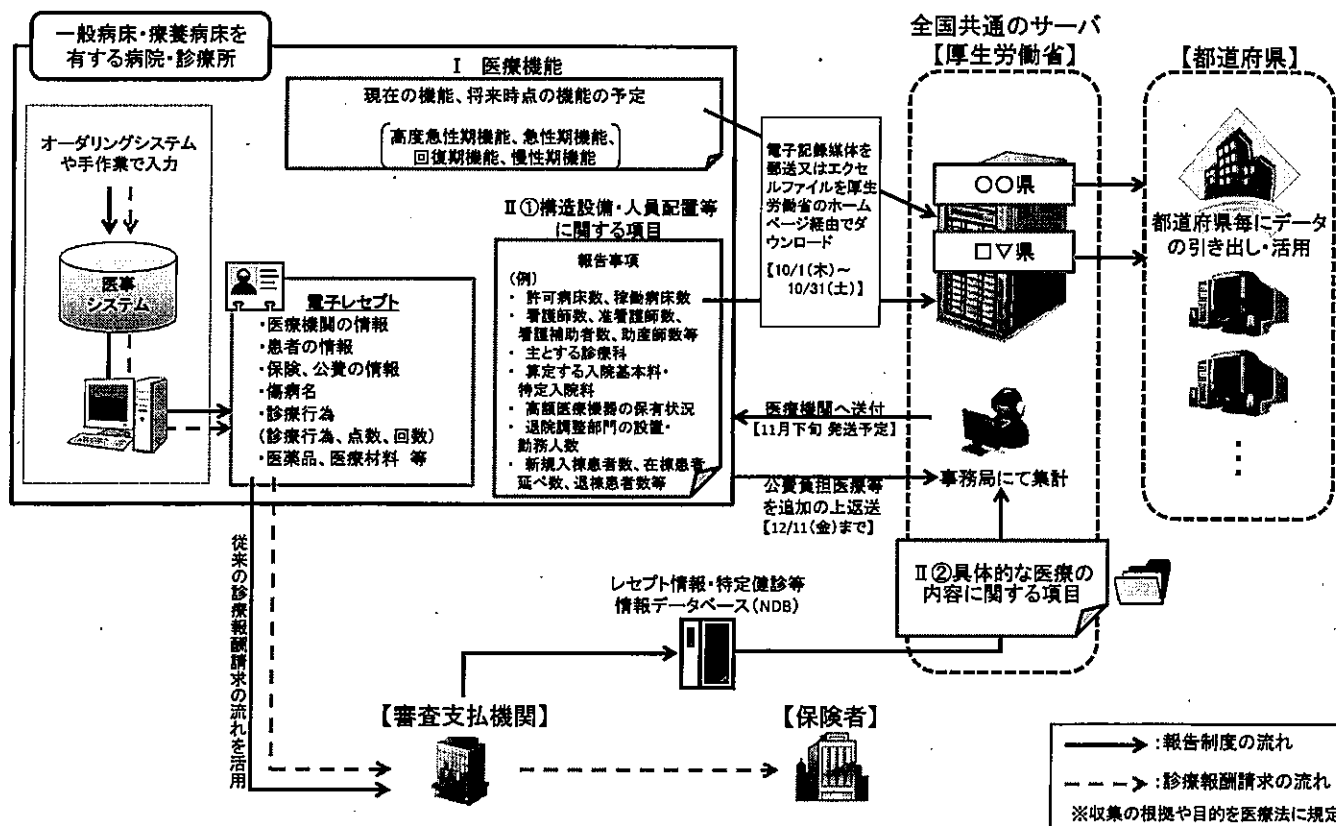 一般病床・療養病床を
有する病院・診療所
オーダリングシステム
や手作業で入力
医事
システム
Ⅰ 医療機能
現在の機能、将来時点の機能の予定
高度急性期機能、急性期機能、
回復期機能、慢性期機能
Ⅱ①構造設備・人員配置等
に関する項目
報告事項
(例)
・ 許可病床数、稼働病床数
・ 看護師数、准看護師数、
看護補助者数、助産師数等
・ 主とする診療科
・ 算定する入院基本料・
特定入院料
・ 高額医療機器の保有状況
・ 退院調整部門の設置・
勤務人数
・ 新規入棟患者数、在棟患者
延べ数、退棟患者数等
電子レセプト
・医療機関の情報
・患者の情報
・保険、公費の情報
・傷病名
・診療行為
(診療行為、点数、回数)
・医薬品、医療材料 等
電子記録媒体を
郵送又はエクセ
ルファイルを厚生
労働省のホーム
ページ経由でダ
ウンロード
【10/1(木)~
10/31(土)】
全国共通のサーバ
【厚生労働省】
○○県
□▽県
【都道府県】
都道府県毎にデータ
の引き出し・活用
医療機関へ送付
【11月下旬 発送予定】
公費負担医療等
を追加の上返送
【12/11(金)まで】
事務局にて集計
Ⅱ②具体的な医療の
内容に関する項目
レセプト情報・特定健診等
情報データベース(NDB)
従来の診療報酬請求の流れを活用
【審査支払機関】
【保険者】
:報告制度の流れ
:診療報酬請求の流れ
※収集の根拠や目的を医療法に規定